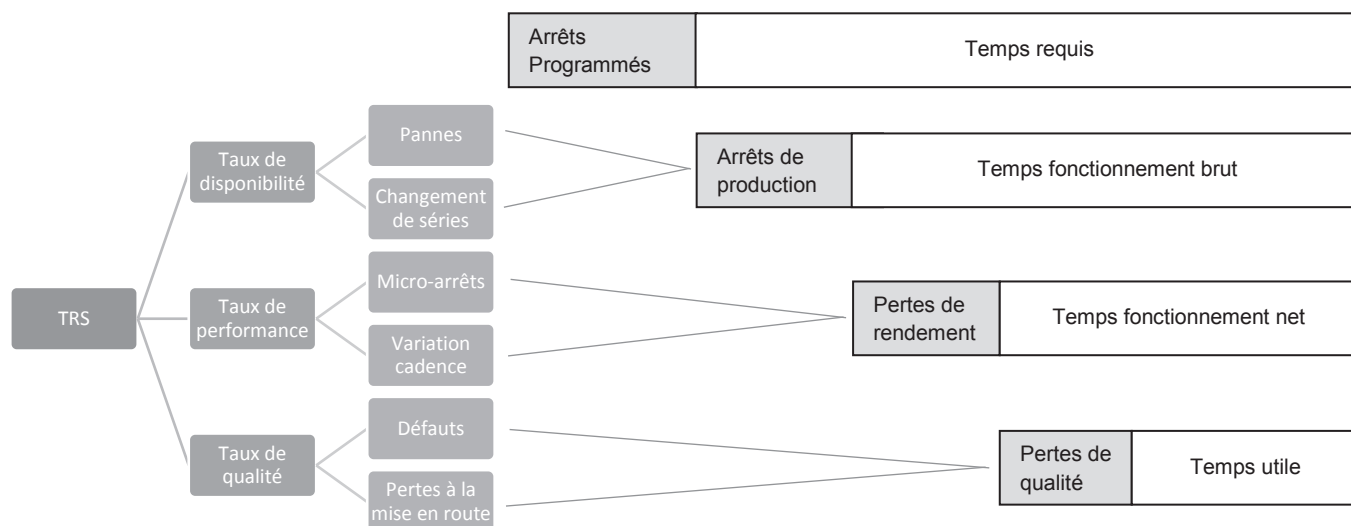 Arrêts
Programmés
Temps requis
Pannes
Taux de
disponibilité
Changement
de séries
Arrêts de
production
Temps fonctionnement brut
TRS
Taux de
performance
Micro-arrêts
Variation
cadence
Pertes de
rendement
Temps fonctionnement net
Taux de
qualité
Défauts
Pertes à la
mise en route
Pertes de
qualité
Temps utile